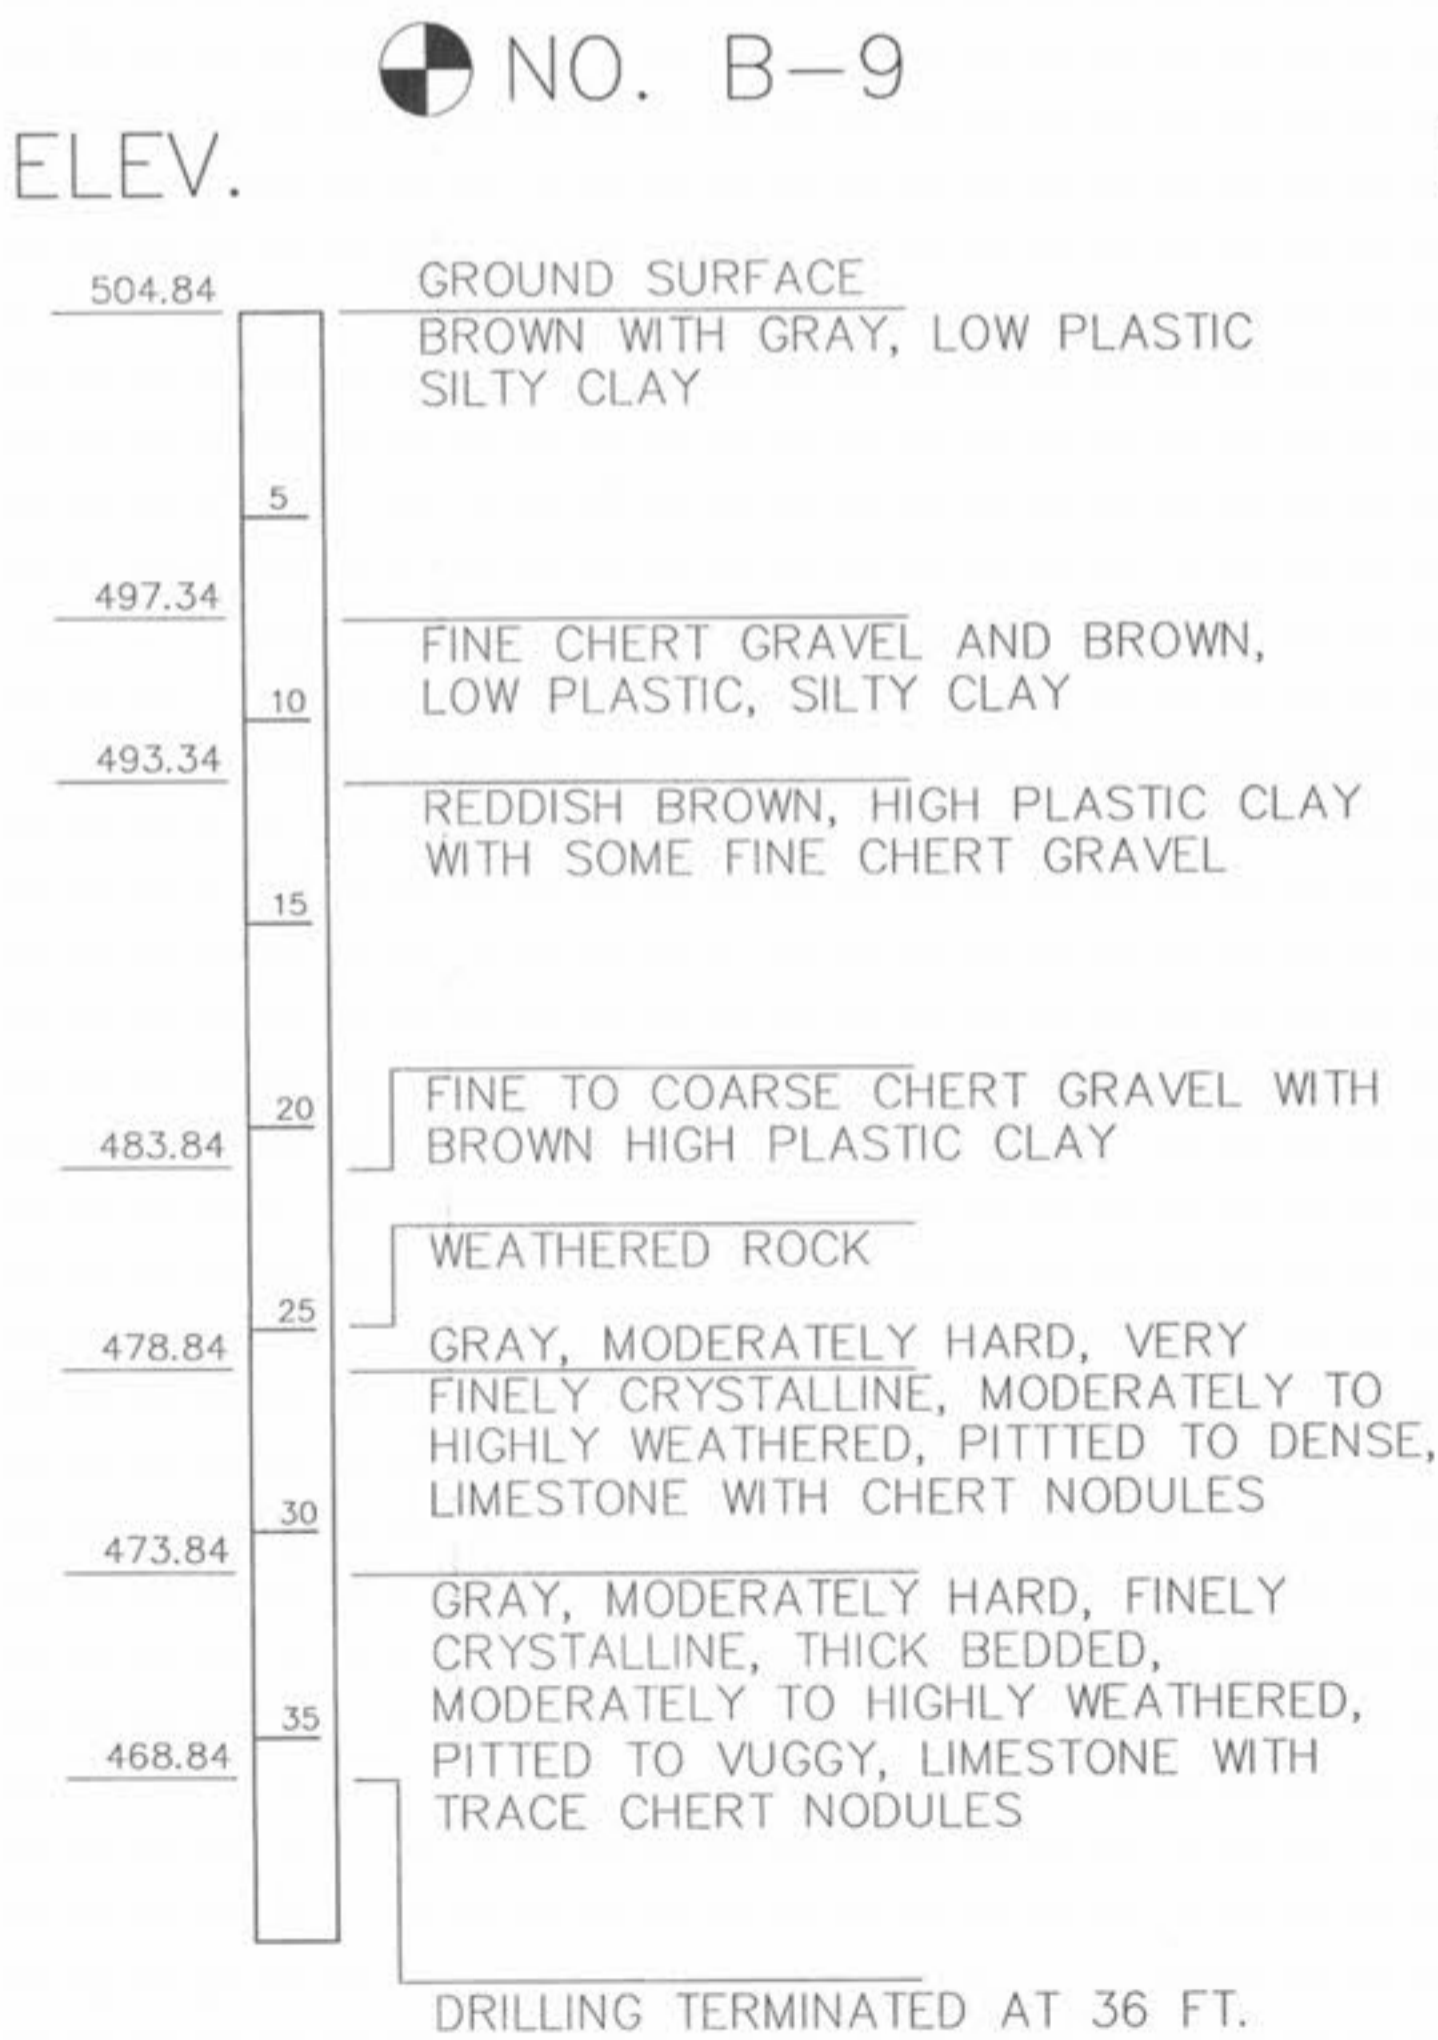 NO. B-9
ELEV.
504.84
GROUND SURFACE
BROWN WITH GRAY, LOW PLASTIC
SILTY CLAY
5
497.34
FINE CHERT GRAVEL AND BROWN,
LOW PLASTIC, SILTY CLAY
10
493.34
REDDISH BROWN, HIGH PLASTIC CLAY
WITH SOME FINE CHERT GRAVEL
15
20
483.84
FINE TO COARSE CHERT GRAVEL WITH
BROWN HIGH PLASTIC CLAY
WEATHERED ROCK
25
478.84
GRAY, MODERATELY HARD, VERY
FINELY CRYSTALLINE, MODERATELY TO
HIGHLY WEATHERED, PITTTED TO DENSE,
LIMESTONE WITH CHERT NODULES
30
473.84
GRAY, MODERATELY HARD, FINELY
CRYSTALLINE, THICK BEDDED,
MODERATELY TO HIGHLY WEATHERED,
PITTED TO VUGGY, LIMESTONE WITH
TRACE CHERT NODULES
35
468.84
DRILLING TERMINATED AT 36 FT.